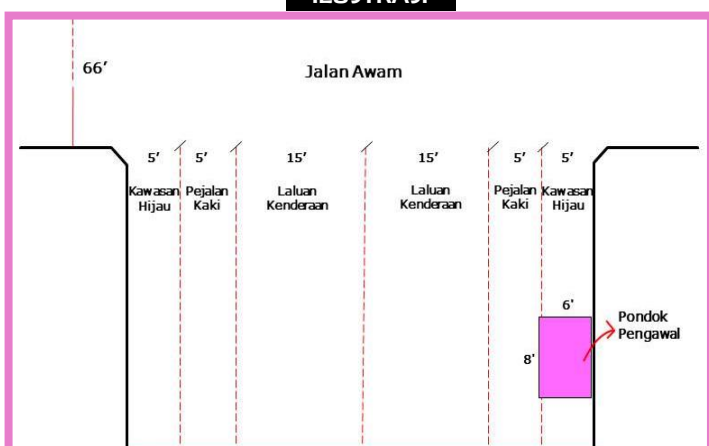 66'
Jalan Awam
5' 5' 15' 15' 5' 5'
Kawasan Hijau
Pejalan Kaki
Laluan Kenderaan
Laluan Kenderaan
Pejalan Kaki
Kawasan Hijau
6'
8'
Pondok
Pengawal